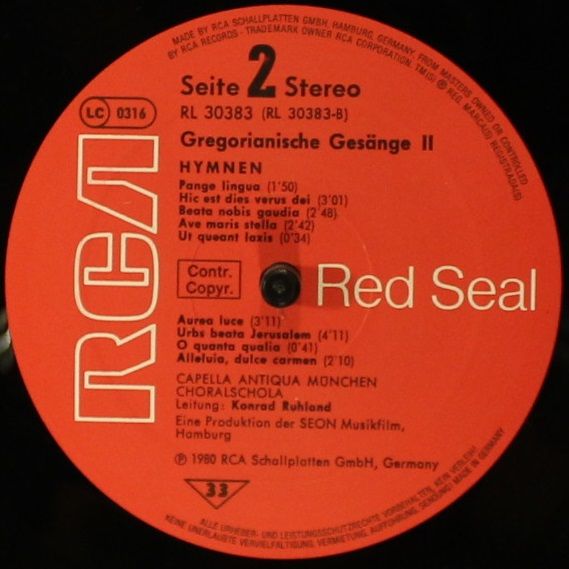 MADE BY RCA SCHALLPLATTEN GMBH, HAMBURG, GERMANY, FROM MASTERS OWNED OR CONTROLLED
BY RCA RECORDS - TRADEMARK OWNER RCA CORPORATION. TM(S) ® REG. MARCA(S) REGISTRADA(S)
Seite 2 Stereo
RL 30383 (RL 30383-B)
LC 0316
Gregorianische Gesänge II
HYMNEN
Pange lingua (1'50)
Hic est dies verus dei (3'01)
Beata nobis gaudia (2'48)
Ave maris stella (2'42)
Ut queant laxis (0'34)
RCA
Contr.
Copyr.
Red Seal
Aurea luce (3'11)
Urbs beata Jerusalem (4'11)
O quanta qualia (0'41)
Alleluia, dulce carmen (2'10)
CAPELLA ANTIQUA MÜNCHEN
CHORALSCHOLA
Leitung: Konrad Ruhland
Eine Produktion der SEON Musikfilm,
Hamburg
℗ 1980 RCA Schallplatten GmbH, Germany
33
ALLE URHEBER- UND LEISTUNGSSCHUTZRECHTE VORBEHALTEN. KEIN VERLEIH!
KEINE UNERLAUBTE VERVIELFÄLTIGUNG, VERMIETUNG, AUFFÜHRUNG, SENDUNG! MADE IN GERMANY